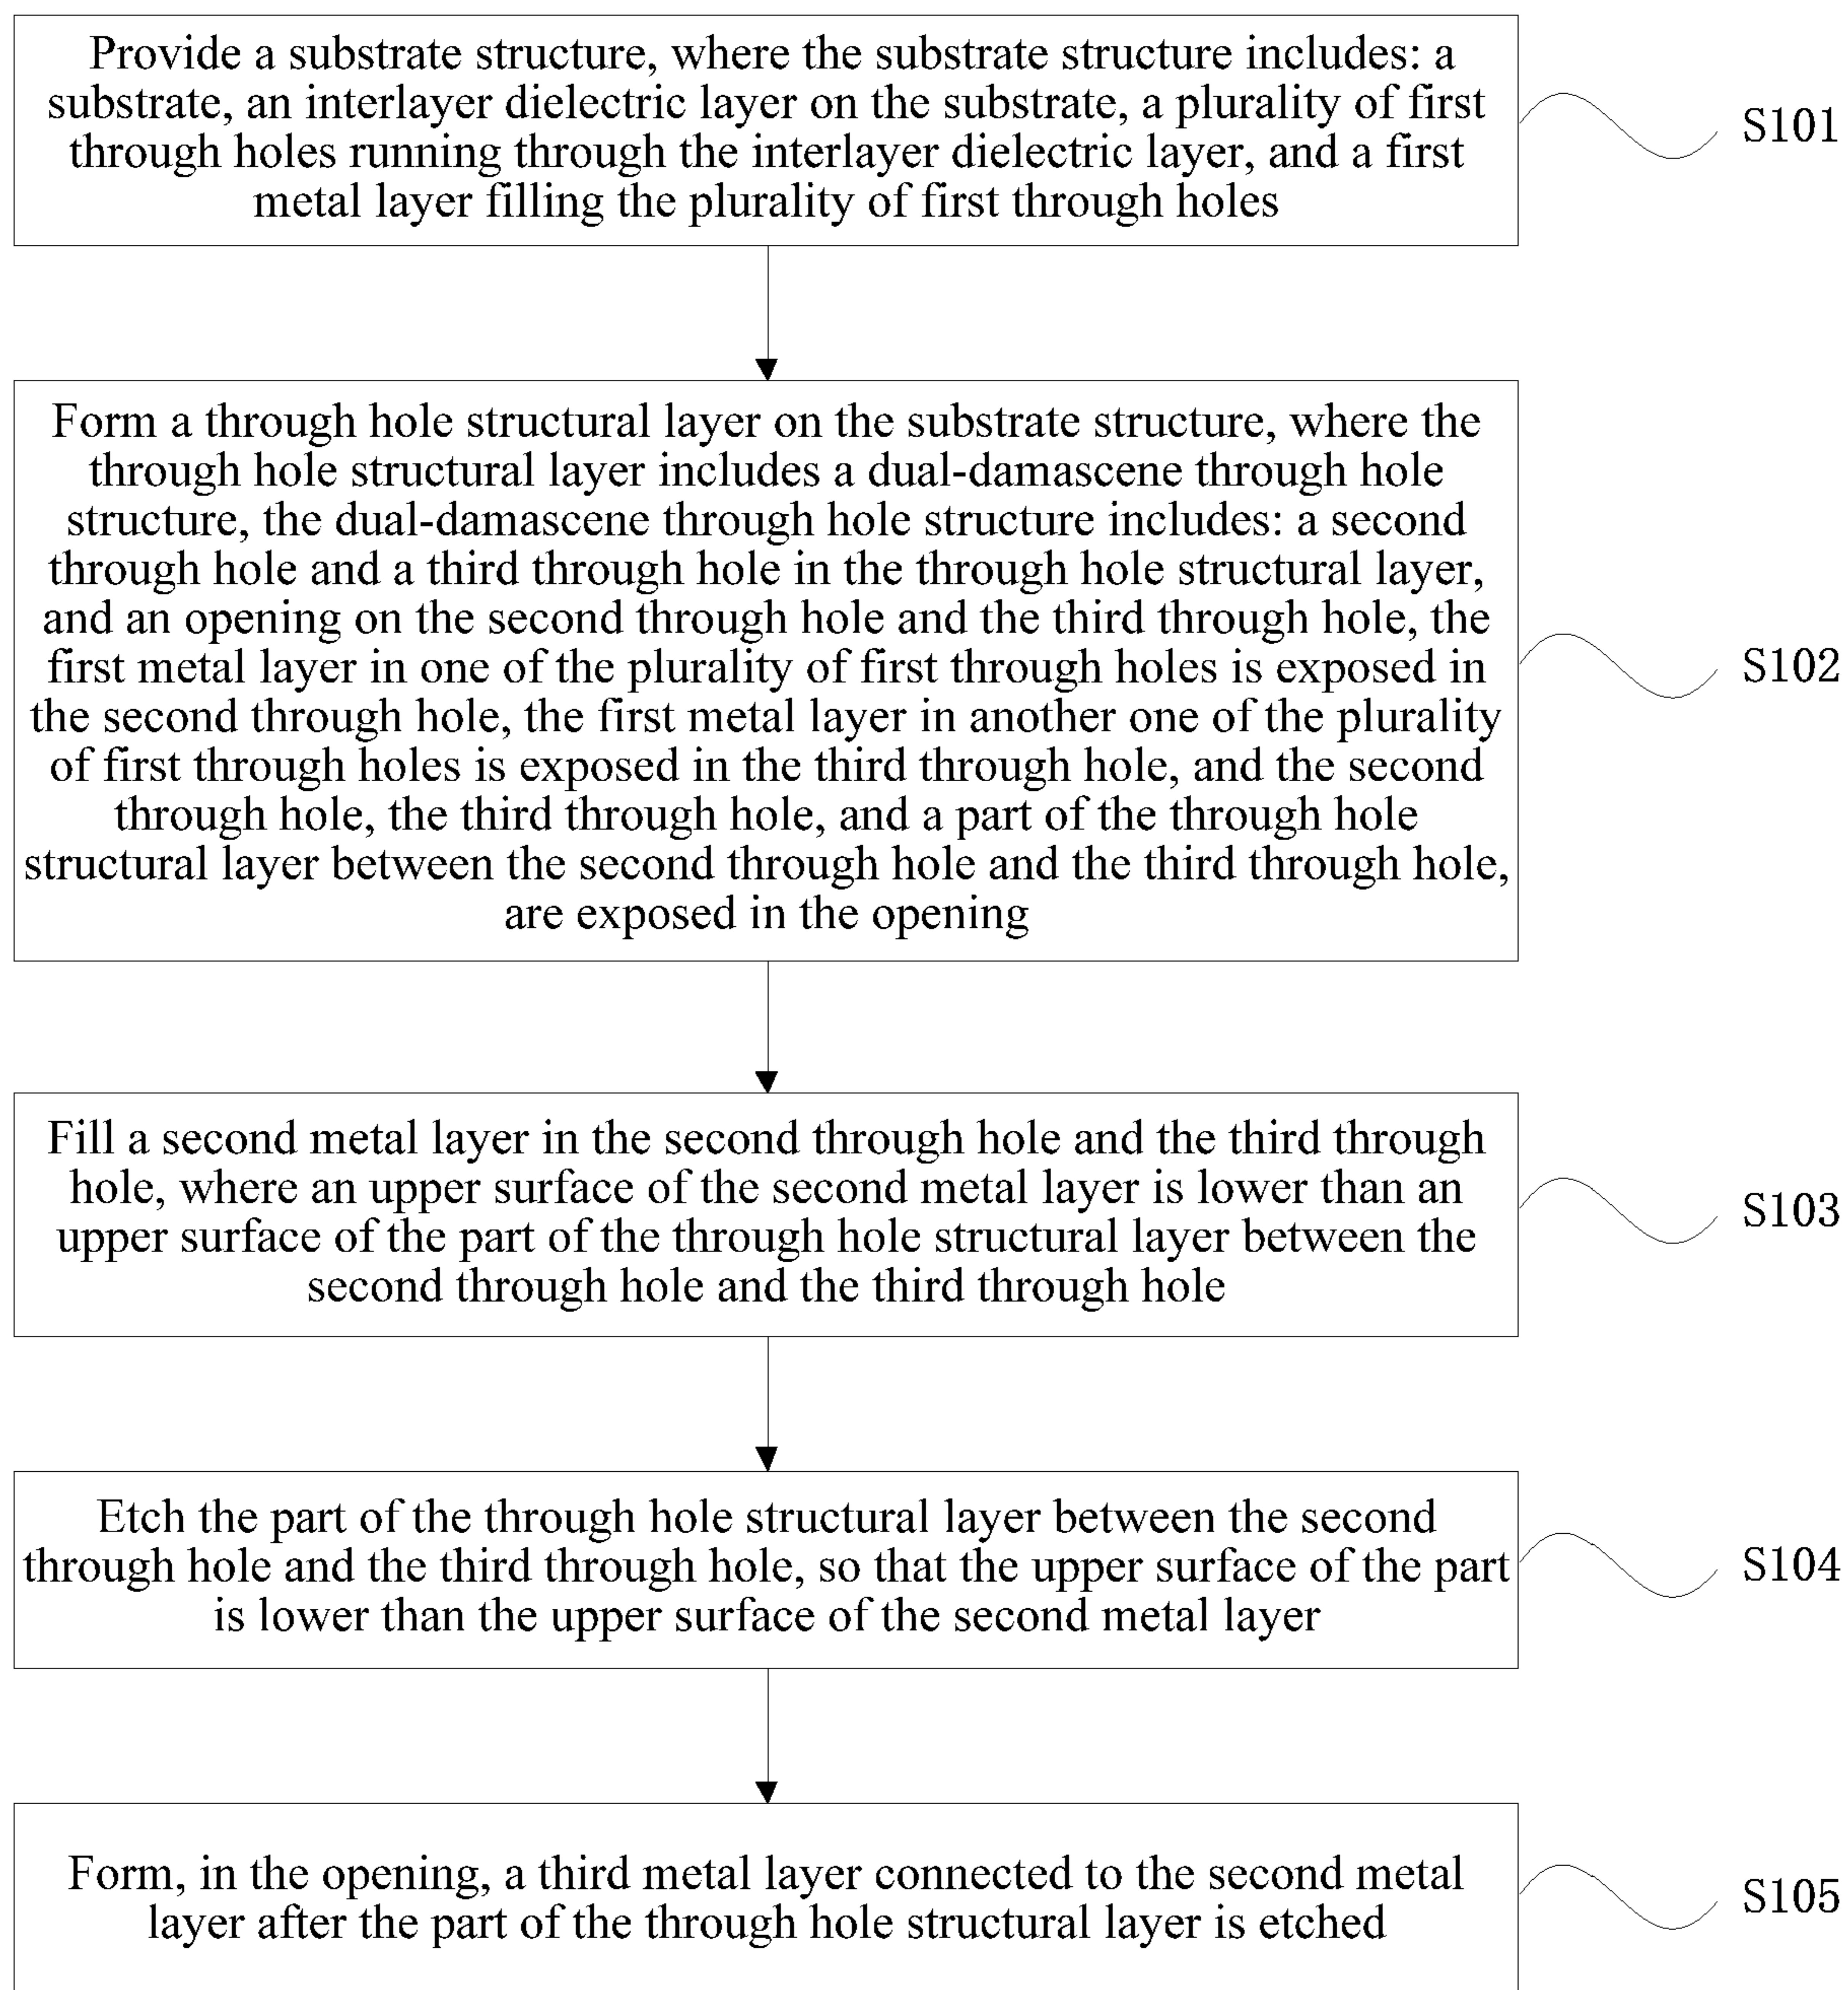 Provide a substrate structure, where the substrate structure includes: a
substrate, an interlayer dielectric layer on the substrate, a plurality of first
through holes running through the interlayer dielectric layer, and a first
metal layer filling the plurality of first through holes
S101
Form a through hole structural layer on the substrate structure, where the
through hole structural layer includes a dual-damascene through hole
structure, the dual-damascene through hole structure includes: a second
through hole and a third through hole in the through hole structural layer,
and an opening on the second through hole and the third through hole, the
first metal layer in one of the plurality of first through holes is exposed in
the second through hole, the first metal layer in another one of the plurality
of first through holes is exposed in the third through hole, and the second
through hole, the third through hole, and a part of the through hole
structural layer between the second through hole and the third through hole,
are exposed in the opening
S102
Fill a second metal layer in the second through hole and the third through
hole, where an upper surface of the second metal layer is lower than an
upper surface of the part of the through hole structural layer between the
second through hole and the third through hole
S103
Etch the part of the through hole structural layer between the second
through hole and the third through hole, so that the upper surface of the part
is lower than the upper surface of the second metal layer
S104
Form, in the opening, a third metal layer connected to the second metal
layer after the part of the through hole structural layer is etched
S105